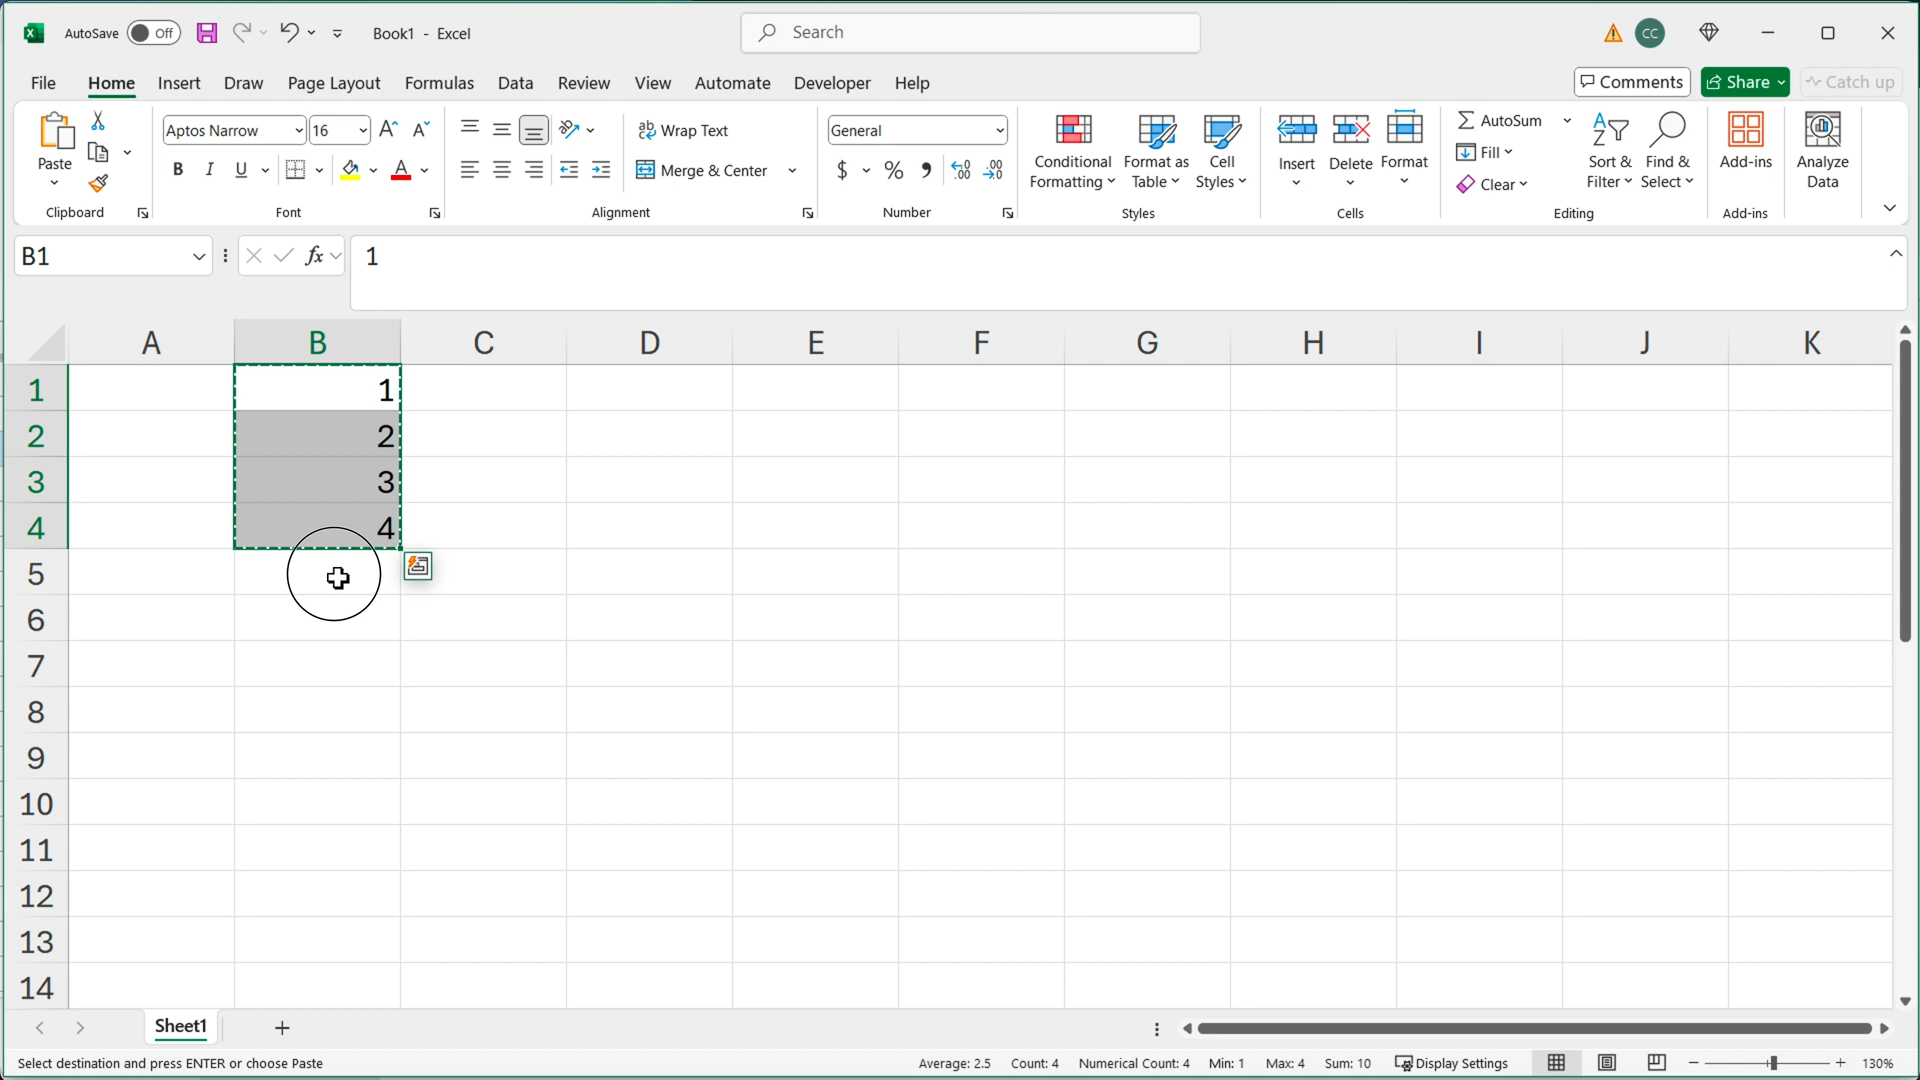 AutoSave Off Book1 - Excel Search CC
File Home Insert Draw Page Layout Formulas Data Review View Automate Developer Help Comments Share Catch up
Paste Aptos Narrow 16 Wrap Text General Conditional Formatting Format as Table Cell Styles Insert Delete Format AutoSum Sort & Filter Find & Select Add-ins Analyze Data
B I U A Merge & Center $ % Fill
Clear
Clipboard Font Alignment Number Styles Cells Editing Add-ins
B1 fx 1
A B C D E F G H I J K
1 1
2 2
3 3
4 4
5
6
7
8
9
10
11
12
13
14
Sheet1
Select destination and press ENTER or choose Paste Average: 2.5 Count: 4 Numerical Count: 4 Min: 1 Max: 4 Sum: 10 Display Settings 130%